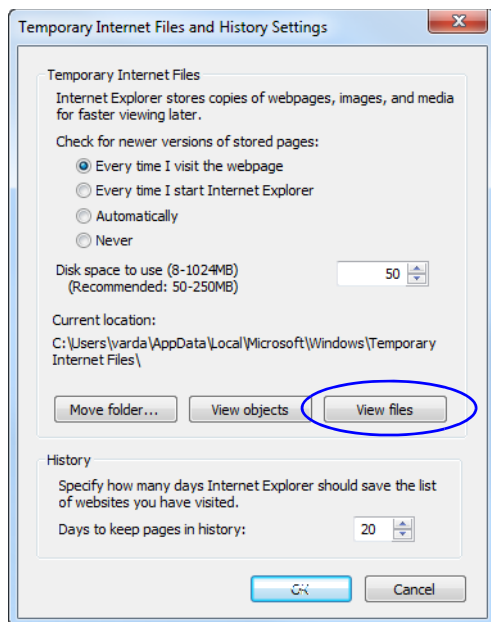 Temporary Internet Files and History Settings
Temporary Internet Files
Internet Explorer stores copies of webpages, images, and media
for faster viewing later.
Check for newer versions of stored pages:
Every time I visit the webpage
Every time I start Internet Explorer
Automatically
Never
Disk space to use (8-1024MB)
50
(Recommended: 50-250MB)
Current location:
C:\Users\varda\AppData\Local\Microsoft\Windows\Temporary
Internet Files\
Move folder... View objects View files
History
Specify how many days Internet Explorer should save the list
of websites you have visited.
Days to keep pages in history: 20
OK Cancel